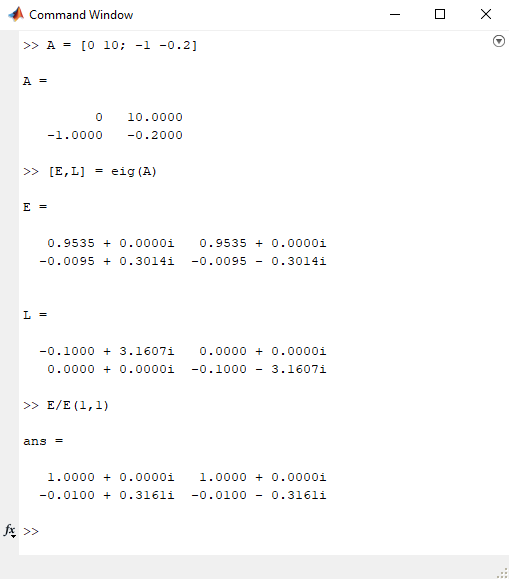 Command Window
>> A = [0 10; -1 -0.2]
A =
0 10.0000
-1.0000 -0.2000
>> [E,L] = eig(A)
E =
0.9535 + 0.0000i 0.9535 + 0.0000i
-0.0095 + 0.3014i -0.0095 - 0.3014i
L =
-0.1000 + 3.1607i 0.0000 + 0.0000i
0.0000 + 0.0000i -0.1000 - 3.1607i
>> E/E(1,1)
ans =
1.0000 + 0.0000i 1.0000 + 0.0000i
-0.0100 + 0.3161i -0.0100 - 0.3161i
fx >>